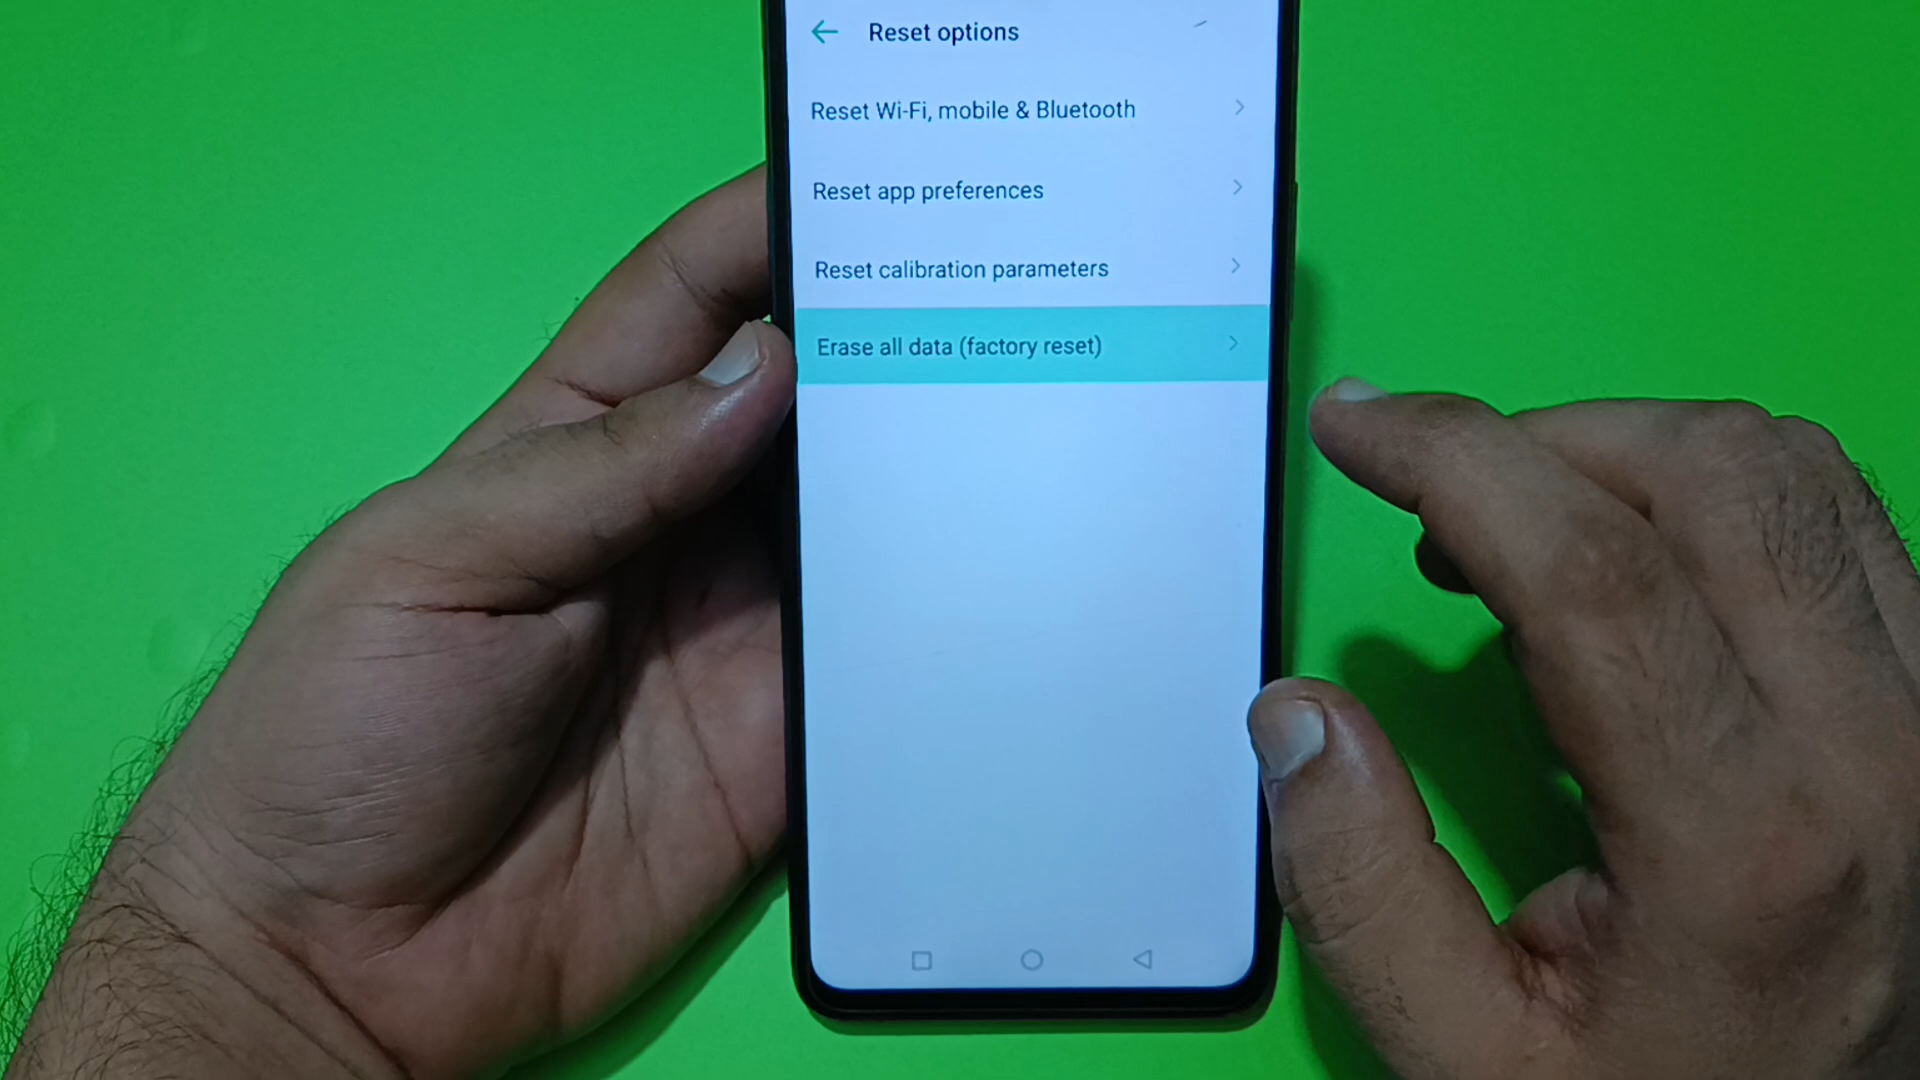 Reset options
Reset Wi-Fi, mobile & Bluetooth
Reset app preferences
Reset calibration parameters
Erase all data (factory reset)